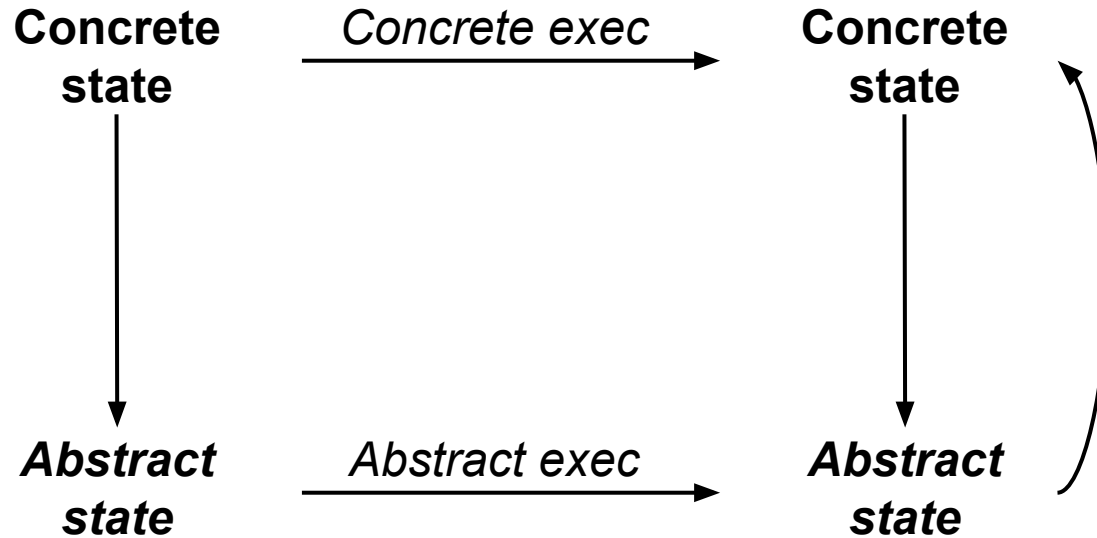 Concrete
state
Concrete exec
Concrete
state
Abstract
state
Abstract exec
Abstract
state